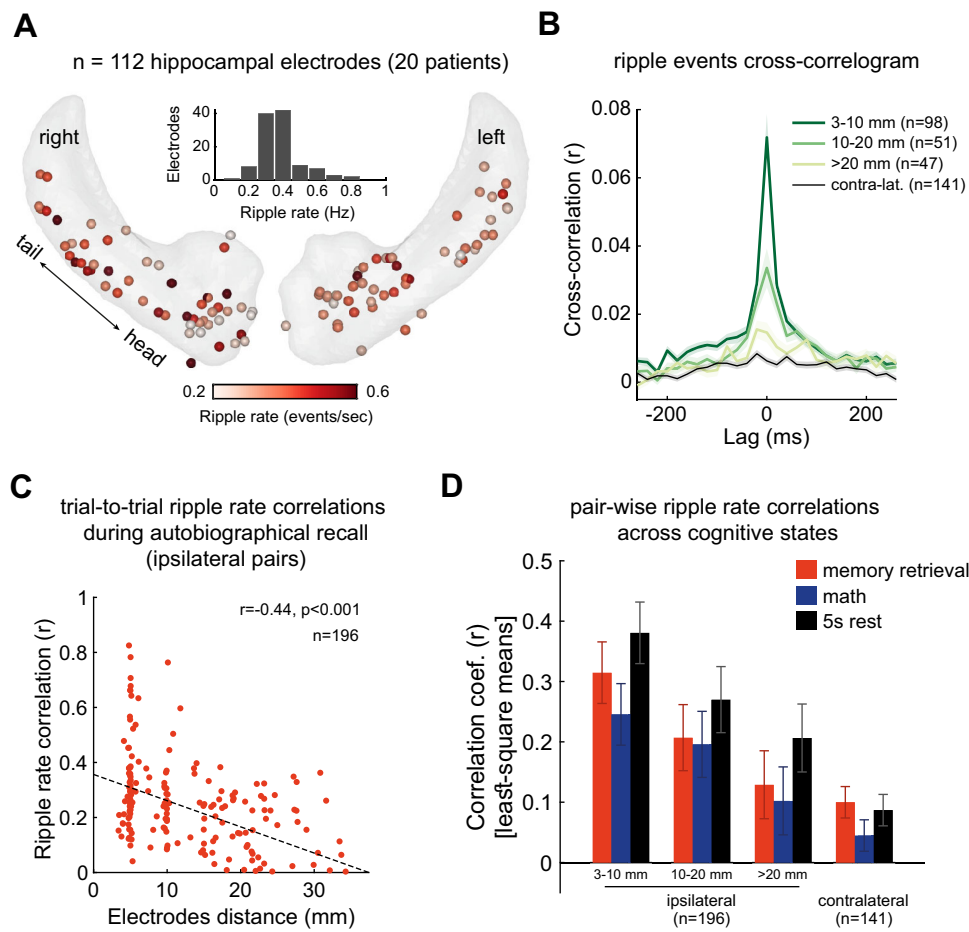 A
n = 112 hippocampal electrodes (20 patients)
right
left
Electrodes
40
20
0
0 0.2 0.4 0.6 0.8 1
Ripple rate (Hz)
tail
head
0.2
0.6
Ripple rate (events/sec)
B
ripple events cross-correlogram
Cross-correlation (r)
0.08
0.06
0.04
0.02
0
3-10 mm (n=98)
10-20 mm (n=51)
>20 mm (n=47)
contra-lat. (n=141)
-200 0 200
Lag (ms)
C
trial-to-trial ripple rate correlations
during autobiographical recall
(ipsilateral pairs)
r=-0.44, p<0.001
n=196
Ripple rate correlation (r)
1
0.8
0.6
0.4
0.2
0
0 10 20 30
Electrodes distance (mm)
D
pair-wise ripple rate correlations
across cognitive states
Correlation coef. (r)
[least-square means]
0.5
0.4
0.3
0.2
0.1
0
memory retrieval
math
5s rest
3-10 mm 10-20 mm >20 mm
ipsilateral
(n=196)
contralateral
(n=141)